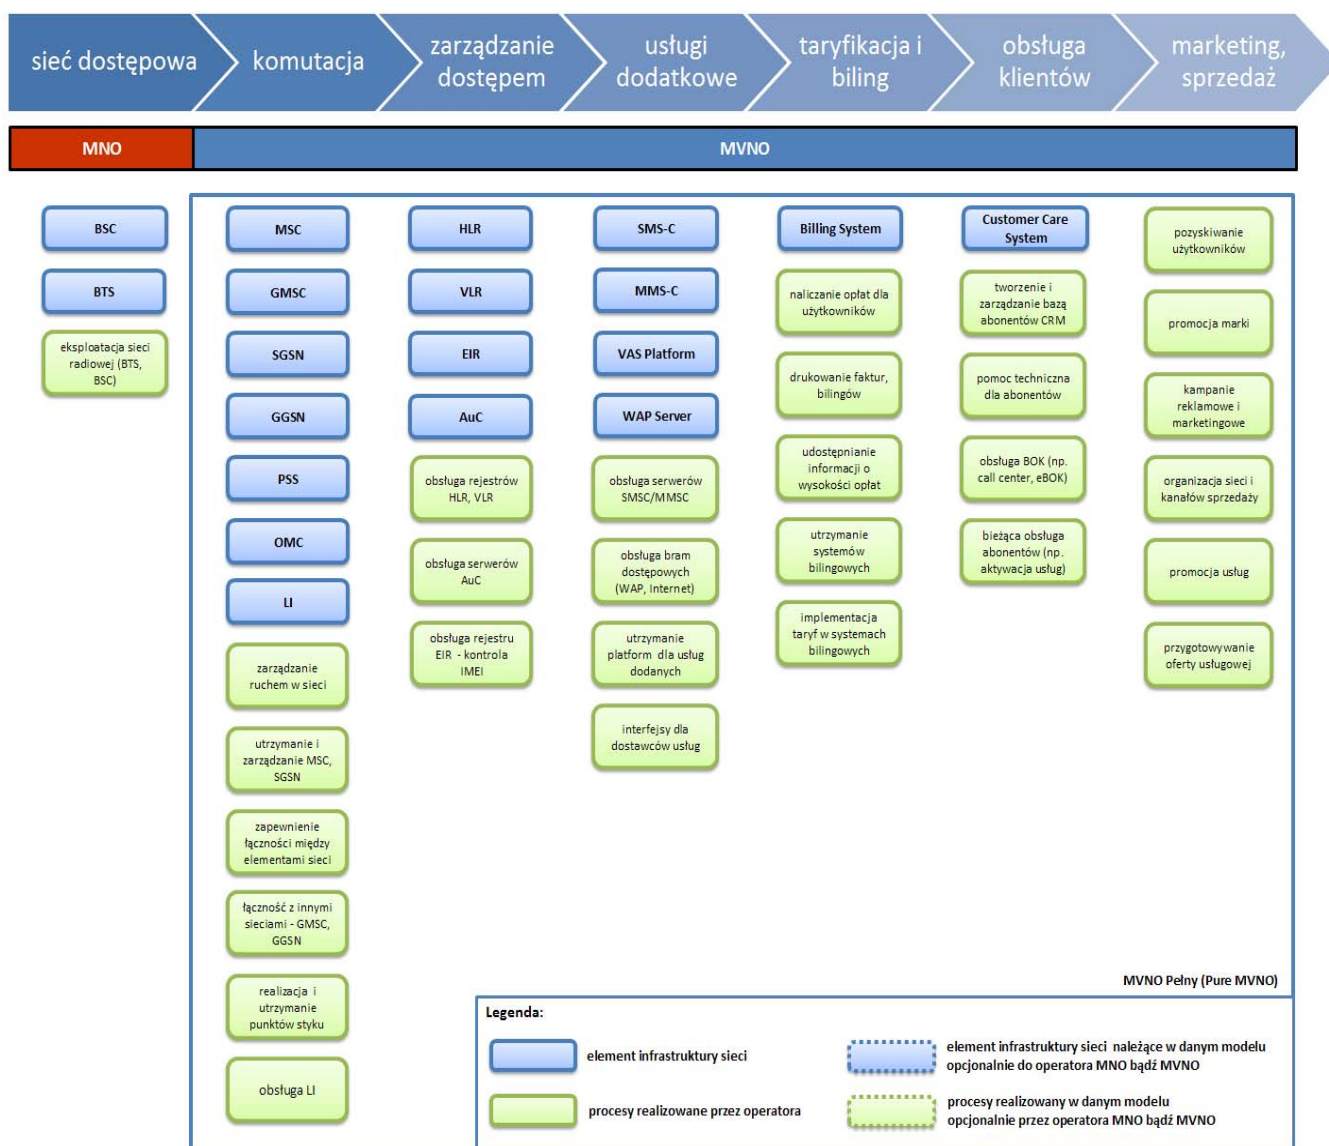 sieć dostępowa
komutacja
zarządzanie
dostępem
usługi
dodatkowe
taryfikacja i
biling
obsługa
klientów
marketing,
sprzedaż
MNO
MVNO
BSC
BTS
eksploatacja sieci
radiowej (BTS,
BSC)
MSC
GMSC
SGSN
GGSN
PSS
OMC
LI
zarządzanie
ruchem w sieci
utrzymanie i
zarządzanie MSC,
SGSN
zapewnienie
łączności między
elementami sieci
łączność z innymi
sieciami - GMSC,
GGSN
realizacja i
utrzymanie
punktów styku
obsługa LI
HLR
VLR
EIR
AuC
obsługa rejestrów
HLR, VLR
obsługa serwerów
AuC
obsługa rejestru
EIR - kontrola
IMEI
SMS-C
MMS-C
VAS Platform
WAP Server
obsługa serwerów
SMSC/MMSC
obsługa bram
dostępowych
(WAP, Internet)
utrzymanie
platform dla usług
dodanych
interfejsy dla
dostawców usług
Billing System
naliczanie opłat dla
użytkowników
drukowanie faktur,
bilingów
udostępnianie
informacji o
wysokości opłat
utrzymanie
systemów
bilingowych
implementacja
taryf w systemach
bilingowych
Customer Care
System
tworzenie i
zarządzanie bazą
abonentów CRM
pomoc techniczna
dla abonentów
obsługa BOK (np.
call center, eBOK)
bieżąca obsługa
abonentów (np.
aktywacja usług)
pozyskiwanie
użytkowników
promocja marki
kampanie
reklamowe i
marketingowe
organizacja sieci i
kanałów sprzedaży
promocja usług
przygotowywanie
oferty usługowej
MVNO Pełny (Pure MVNO)
Legenda:
element infrastruktury sieci
element infrastruktury sieci należące w danym modelu
opcjonalnie do operatora MNO bądź MVNO
procesy realizowane przez operatora
procesy realizowany w danym modelu
opcjonalnie przez operatora MNO bądź MVNO